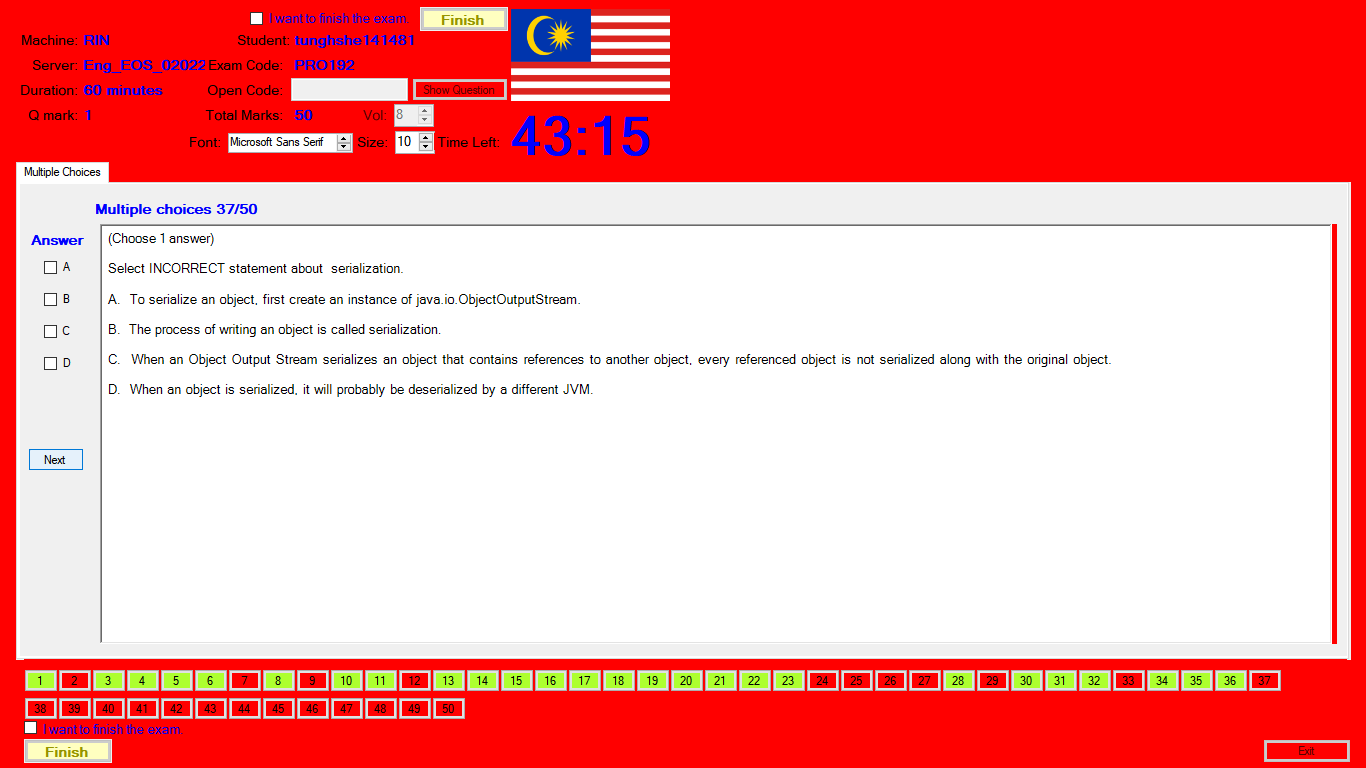 I want to finish the exam. Finish
Machine: RIN Student: tunghshe141481
Server: Eng_EOS_02022 Exam Code: PRO192
Duration: 60 minutes Open Code: Show Question
Q mark: 1 Total Marks: 50 Vol: 8
Font: Microsoft Sans Serif Size: 10 Time Left: 43:15
Multiple Choices
Multiple choices 37/50
Answer
A
B
C
D
Next
(Choose 1 answer)
Select INCORRECT statement about  serialization.
A.  To serialize an object, first create an instance of java.io.ObjectOutputStream.
B.  The process of writing an object is called serialization.
C.  When an Object Output Stream serializes an object that contains references to another object, every referenced object is not serialized along with the original object.
D.  When an object is serialized, it will probably be deserialized by a different JVM.
1 2 3 4 5 6 7 8 9 10 11 12 13 14 15 16 17 18 19 20 21 22 23 24 25 26 27 28 29 30 31 32 33 34 35 36 37
38 39 40 41 42 43 44 45 46 47 48 49 50
I want to finish the exam.
Finish Exit